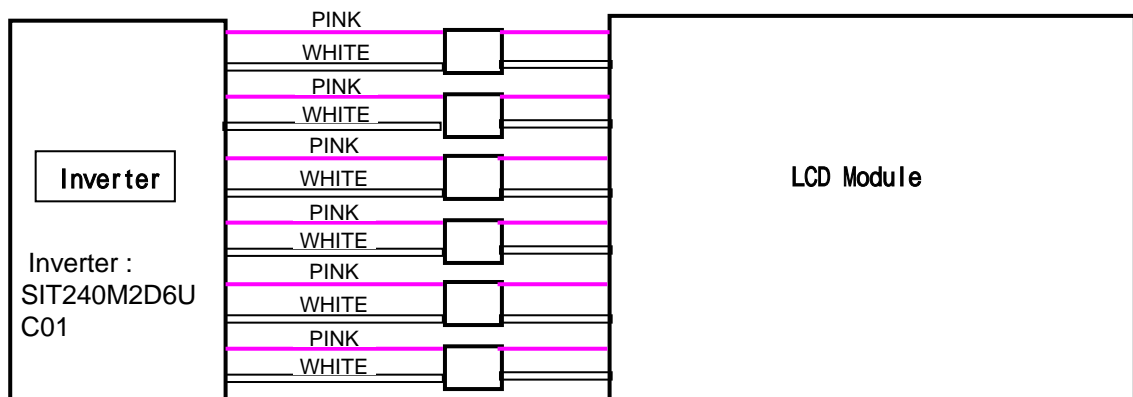 PINK
WHITE
PINK
WHITE
PINK
WHITE
PINK
WHITE
PINK
WHITE
PINK
WHITE
Inverter
Inverter :
SIT240M2D6U
C01
LCD Module